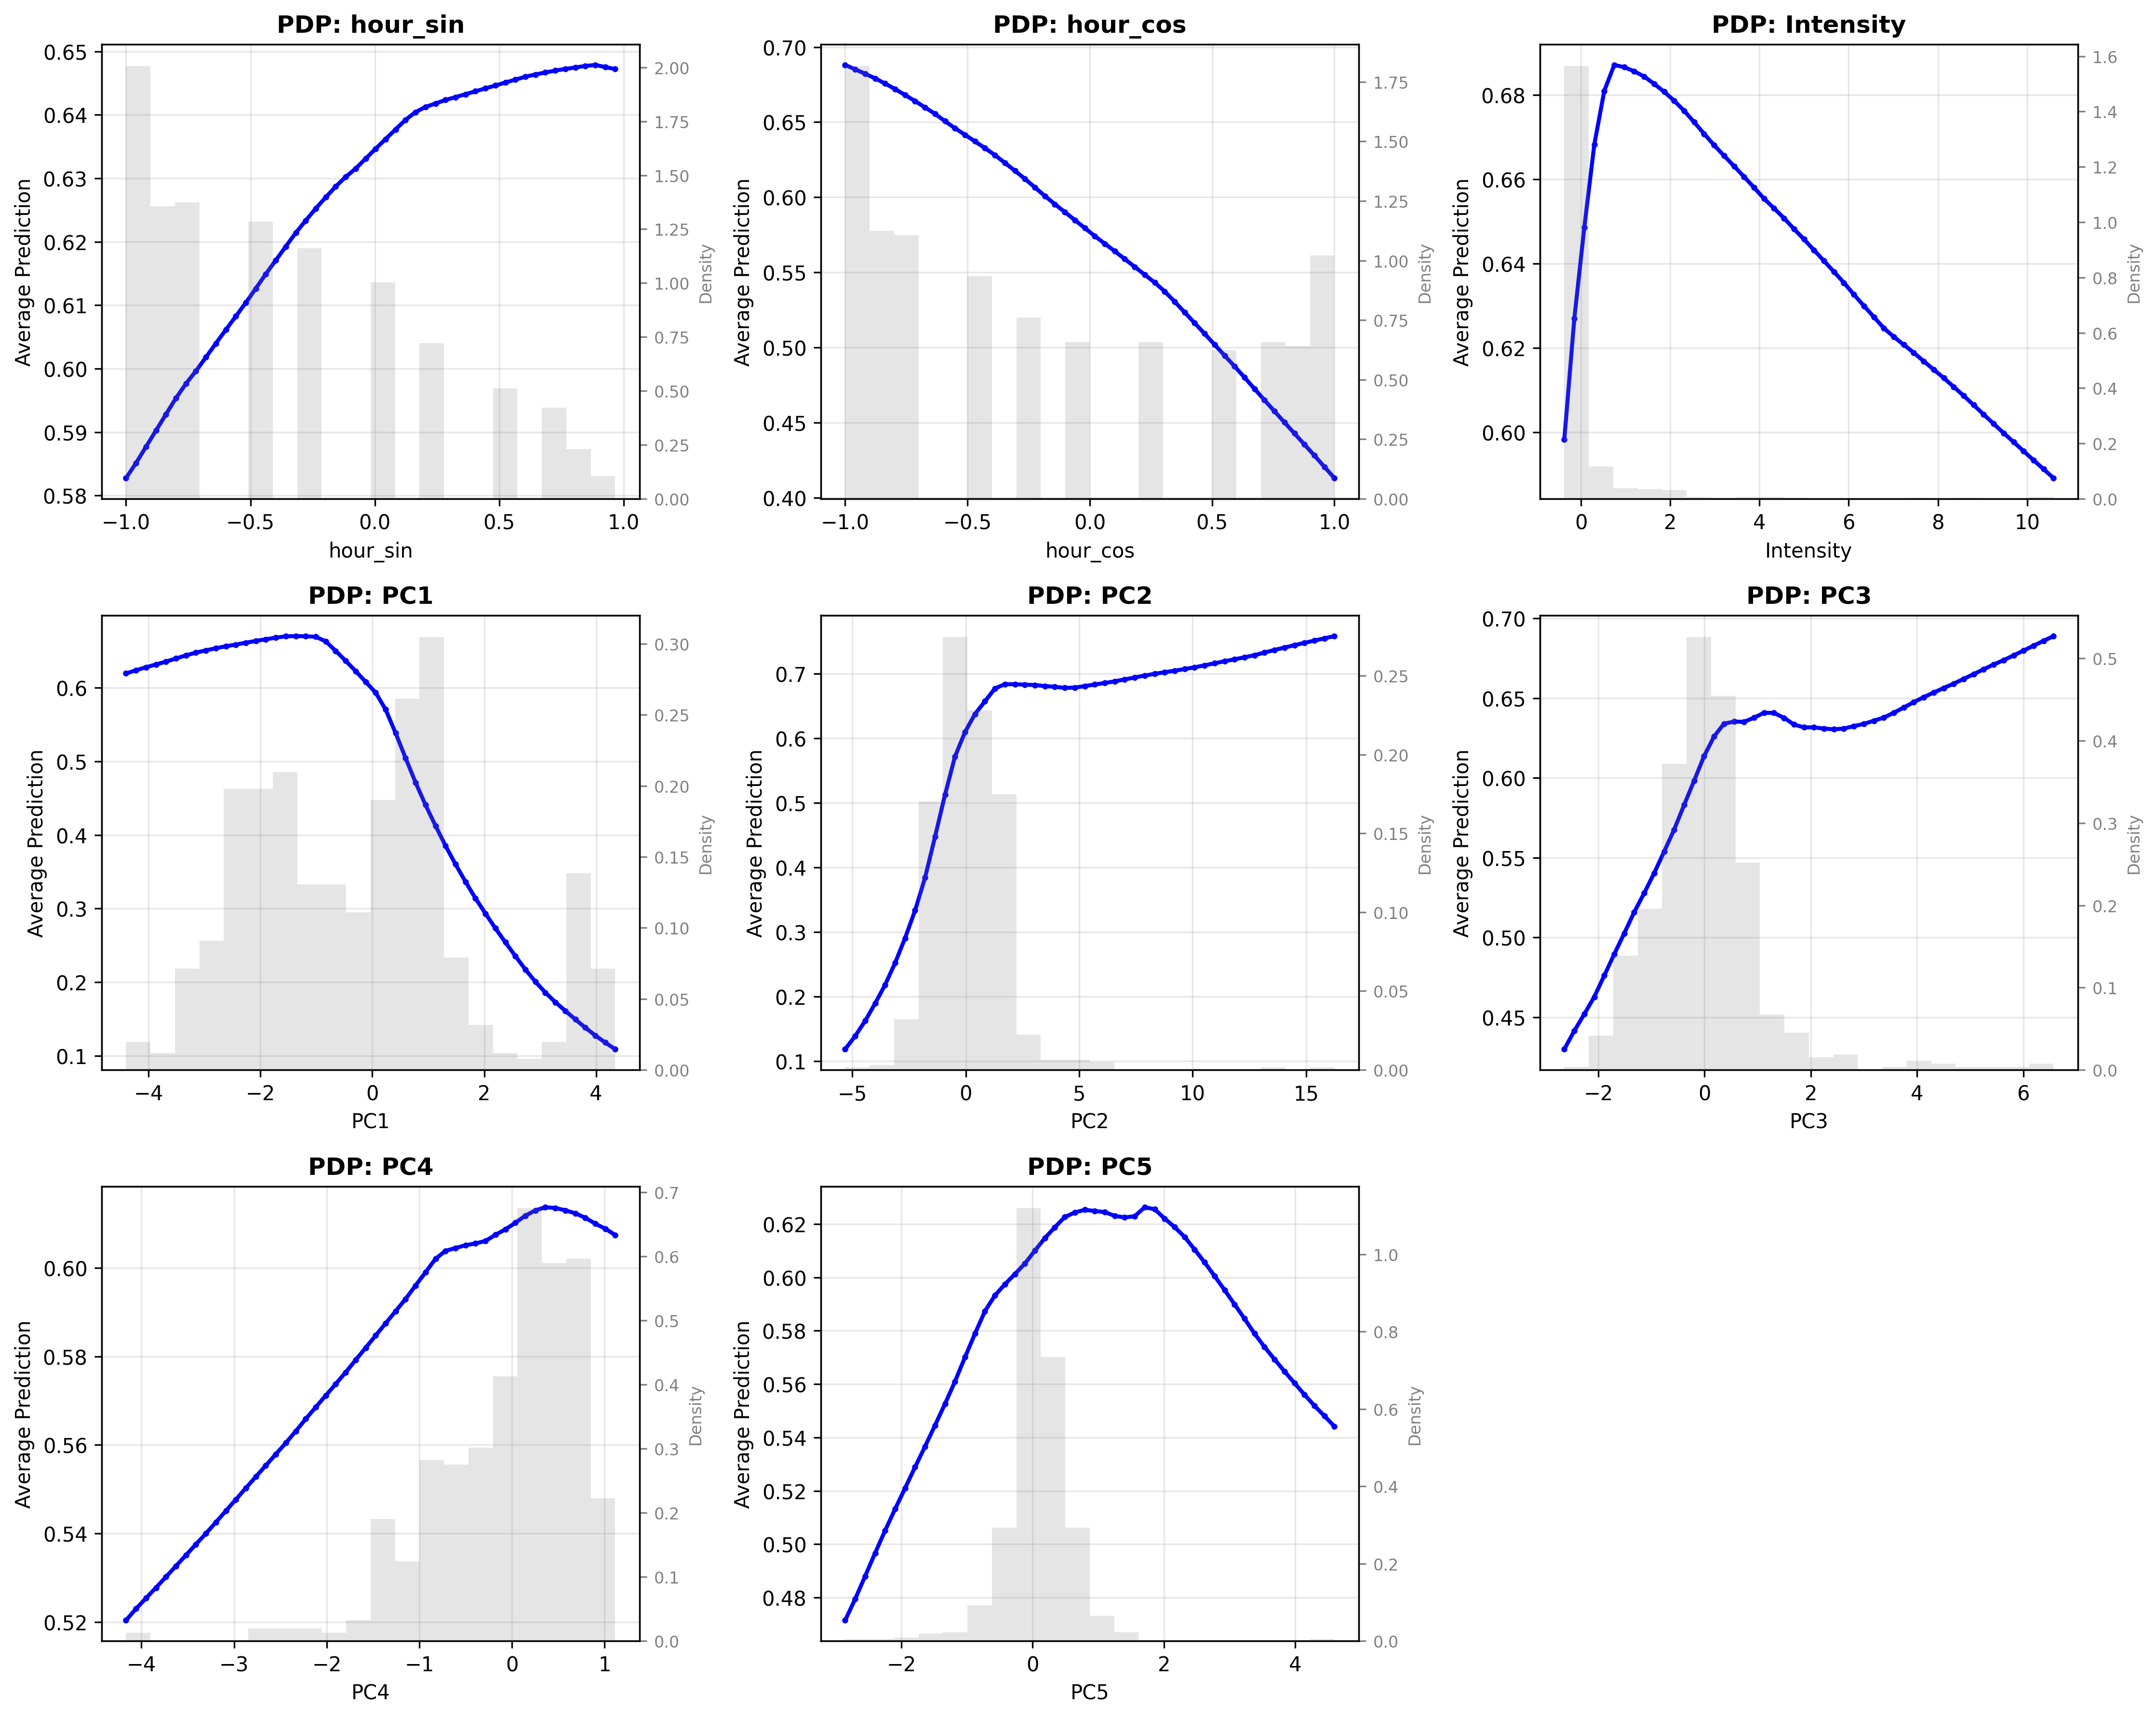 PDP: hour_sin
0.65
0.64
0.63
0.62
0.61
0.60
0.59
0.58
Average Prediction
2.00
1.75
1.50
1.25
1.00
0.75
0.50
0.25
0.00
Density
−1.0 −0.5 0.0 0.5 1.0
hour_sin
PDP: hour_cos
0.70
0.65
0.60
0.55
0.50
0.45
0.40
Average Prediction
1.75
1.50
1.25
1.00
0.75
0.50
0.25
0.00
Density
−1.0 −0.5 0.0 0.5 1.0
hour_cos
PDP: Intensity
0.68
0.66
0.64
0.62
0.60
Average Prediction
1.6
1.4
1.2
1.0
0.8
0.6
0.4
0.2
0.0
Density
0 2 4 6 8 10
Intensity
PDP: PC1
0.6
0.5
0.4
0.3
0.2
0.1
Average Prediction
0.30
0.25
0.20
0.15
0.10
0.05
0.00
Density
−4 −2 0 2 4
PC1
PDP: PC2
0.7
0.6
0.5
0.4
0.3
0.2
0.1
Average Prediction
0.25
0.20
0.15
0.10
0.05
0.00
Density
−5 0 5 10 15
PC2
PDP: PC3
0.70
0.65
0.60
0.55
0.50
0.45
Average Prediction
0.5
0.4
0.3
0.2
0.1
0.0
Density
−2 0 2 4 6
PC3
PDP: PC4
0.60
0.58
0.56
0.54
0.52
Average Prediction
0.7
0.6
0.5
0.4
0.3
0.2
0.1
0.0
Density
−4 −3 −2 −1 0 1
PC4
PDP: PC5
0.62
0.60
0.58
0.56
0.54
0.52
0.50
0.48
Average Prediction
1.0
0.8
0.6
0.4
0.2
0.0
Density
−2 0 2 4
PC5